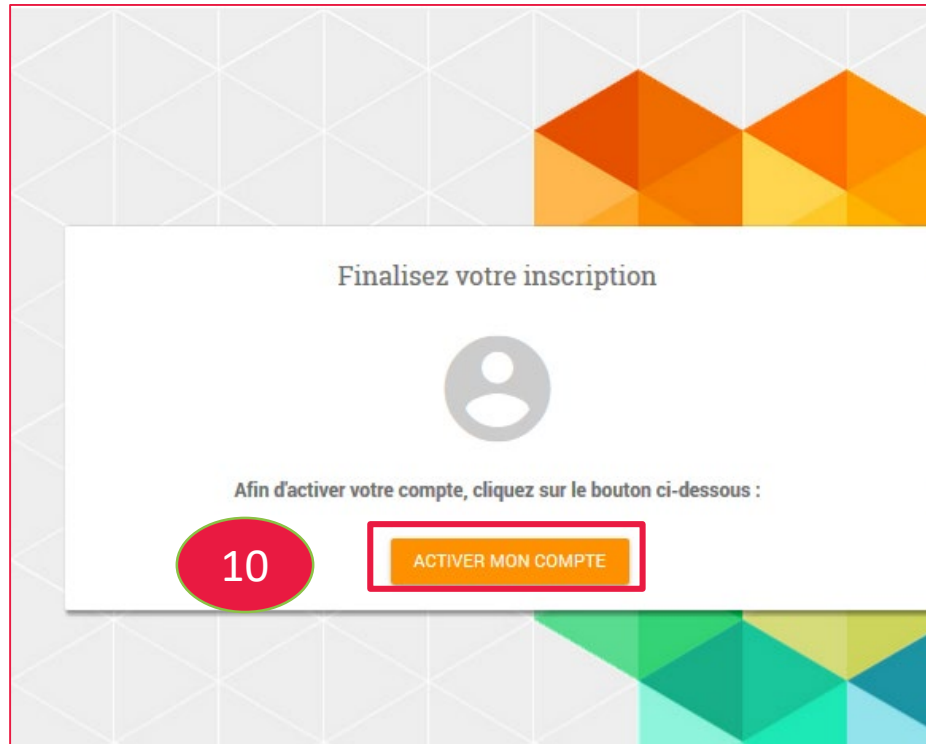 Finalisez votre inscription
Afin d'activer votre compte, cliquez sur le bouton ci-dessous :
10
ACTIVER MON COMPTE